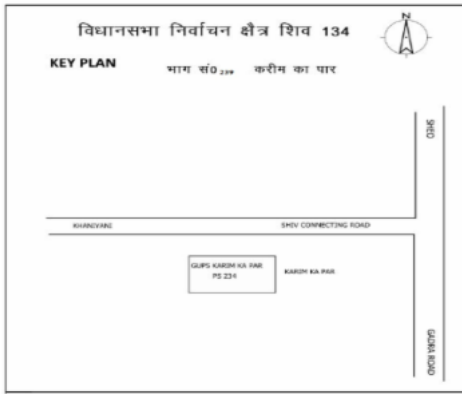 विधानसभा निर्वाचन क्षैत्र शिव 134
N
KEY PLAN
भाग सं0 करीम का पार
SHEO
KHANIYANI
SHIV CONNECTING ROAD
GUPS KARIM KA PAR
PS 234
KARIM KA PAR
GADRA ROAD